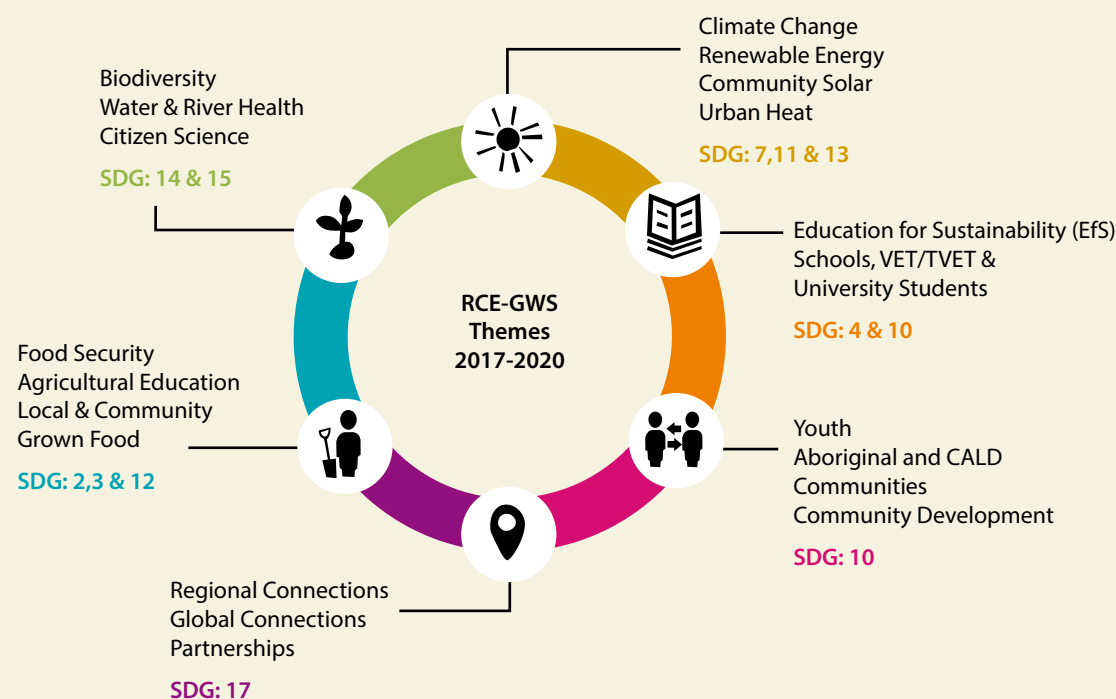 RCE-GWS
Themes
2017-2020
Climate Change
Renewable Energy
Community Solar
Urban Heat
SDG: 7,11 & 13
Education for Sustainability (EfS)
Schools, VET/TVET &
University Students
SDG: 4 & 10
Youth
Aboriginal and CALD
Communities
Community Development
SDG: 10
Regional Connections
Global Connections
Partnerships
SDG: 17
Food Security
Agricultural Education
Local & Community
Grown Food
SDG: 2,3 & 12
Biodiversity
Water & River Health
Citizen Science
SDG: 14 & 15